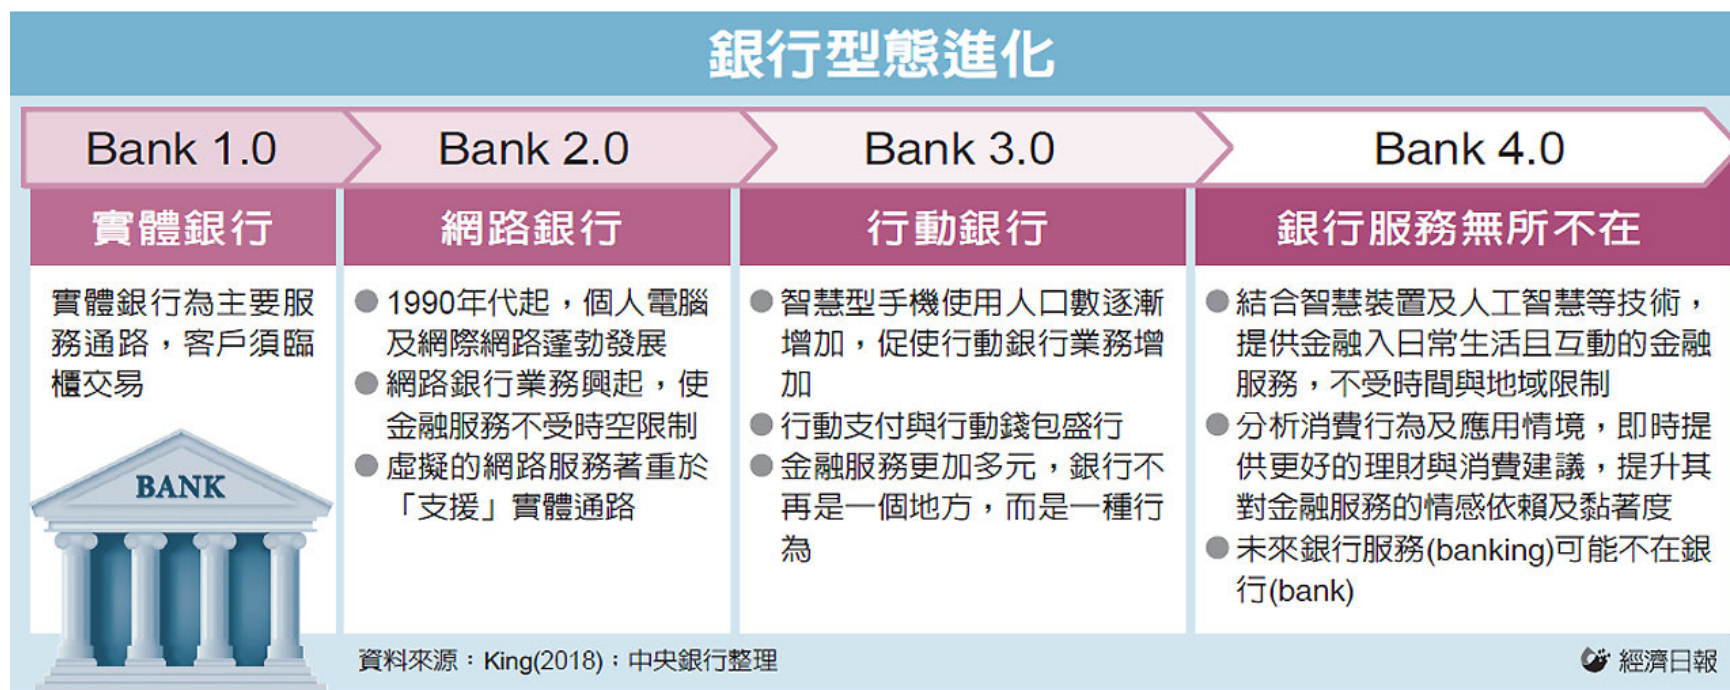 銀行型態進化
Bank 1.0
Bank 2.0
Bank 3.0
Bank 4.0
實體銀行
網路銀行
行動銀行
銀行服務無所不在
實體銀行為主要服
務通路，客戶須臨
櫃交易
BANK
●1990年代起，個人電腦
及網際網路蓬勃發展
●網路銀行業務興起，使
金融服務不受時空限制
●虛擬的網路服務著重於
「支援」實體通路
●智慧型手機使用人口數逐漸
增加，促使行動銀行業務增
加
●行動支付與行動錢包盛行
●金融服務更加多元，銀行不
再是一個地方，而是一種行
為
●結合智慧裝置及人工智慧等技術，
提供金融入日常生活且互動的金融
服務，不受時間與地域限制
●分析消費行為及應用情境，即時提
供更好的理財與消費建議，提升其
對金融服務的情感依賴及黏著度
●未來銀行服務(banking)可能不在銀
行(bank)
資料來源：King(2018)；中央銀行整理
經濟日報